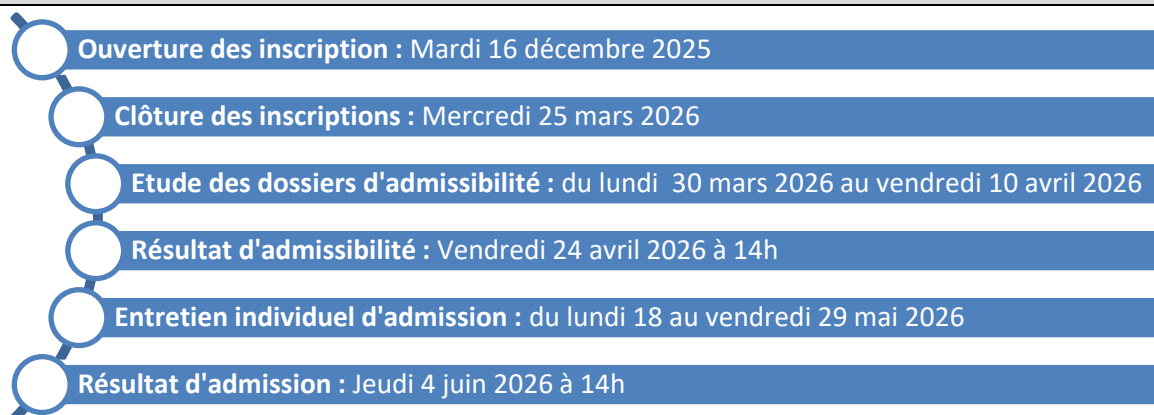 Ouverture des inscription : Mardi 16 décembre 2025
Clôture des inscriptions : Mercredi 25 mars 2026
Etude des dossiers d'admissibilité : du lundi 30 mars 2026 au vendredi 10 avril 2026
Résultat d'admissibilité : Vendredi 24 avril 2026 à 14h
Entretien individuel d'admission : du lundi 18 au vendredi 29 mai 2026
Résultat d'admission : Jeudi 4 juin 2026 à 14h